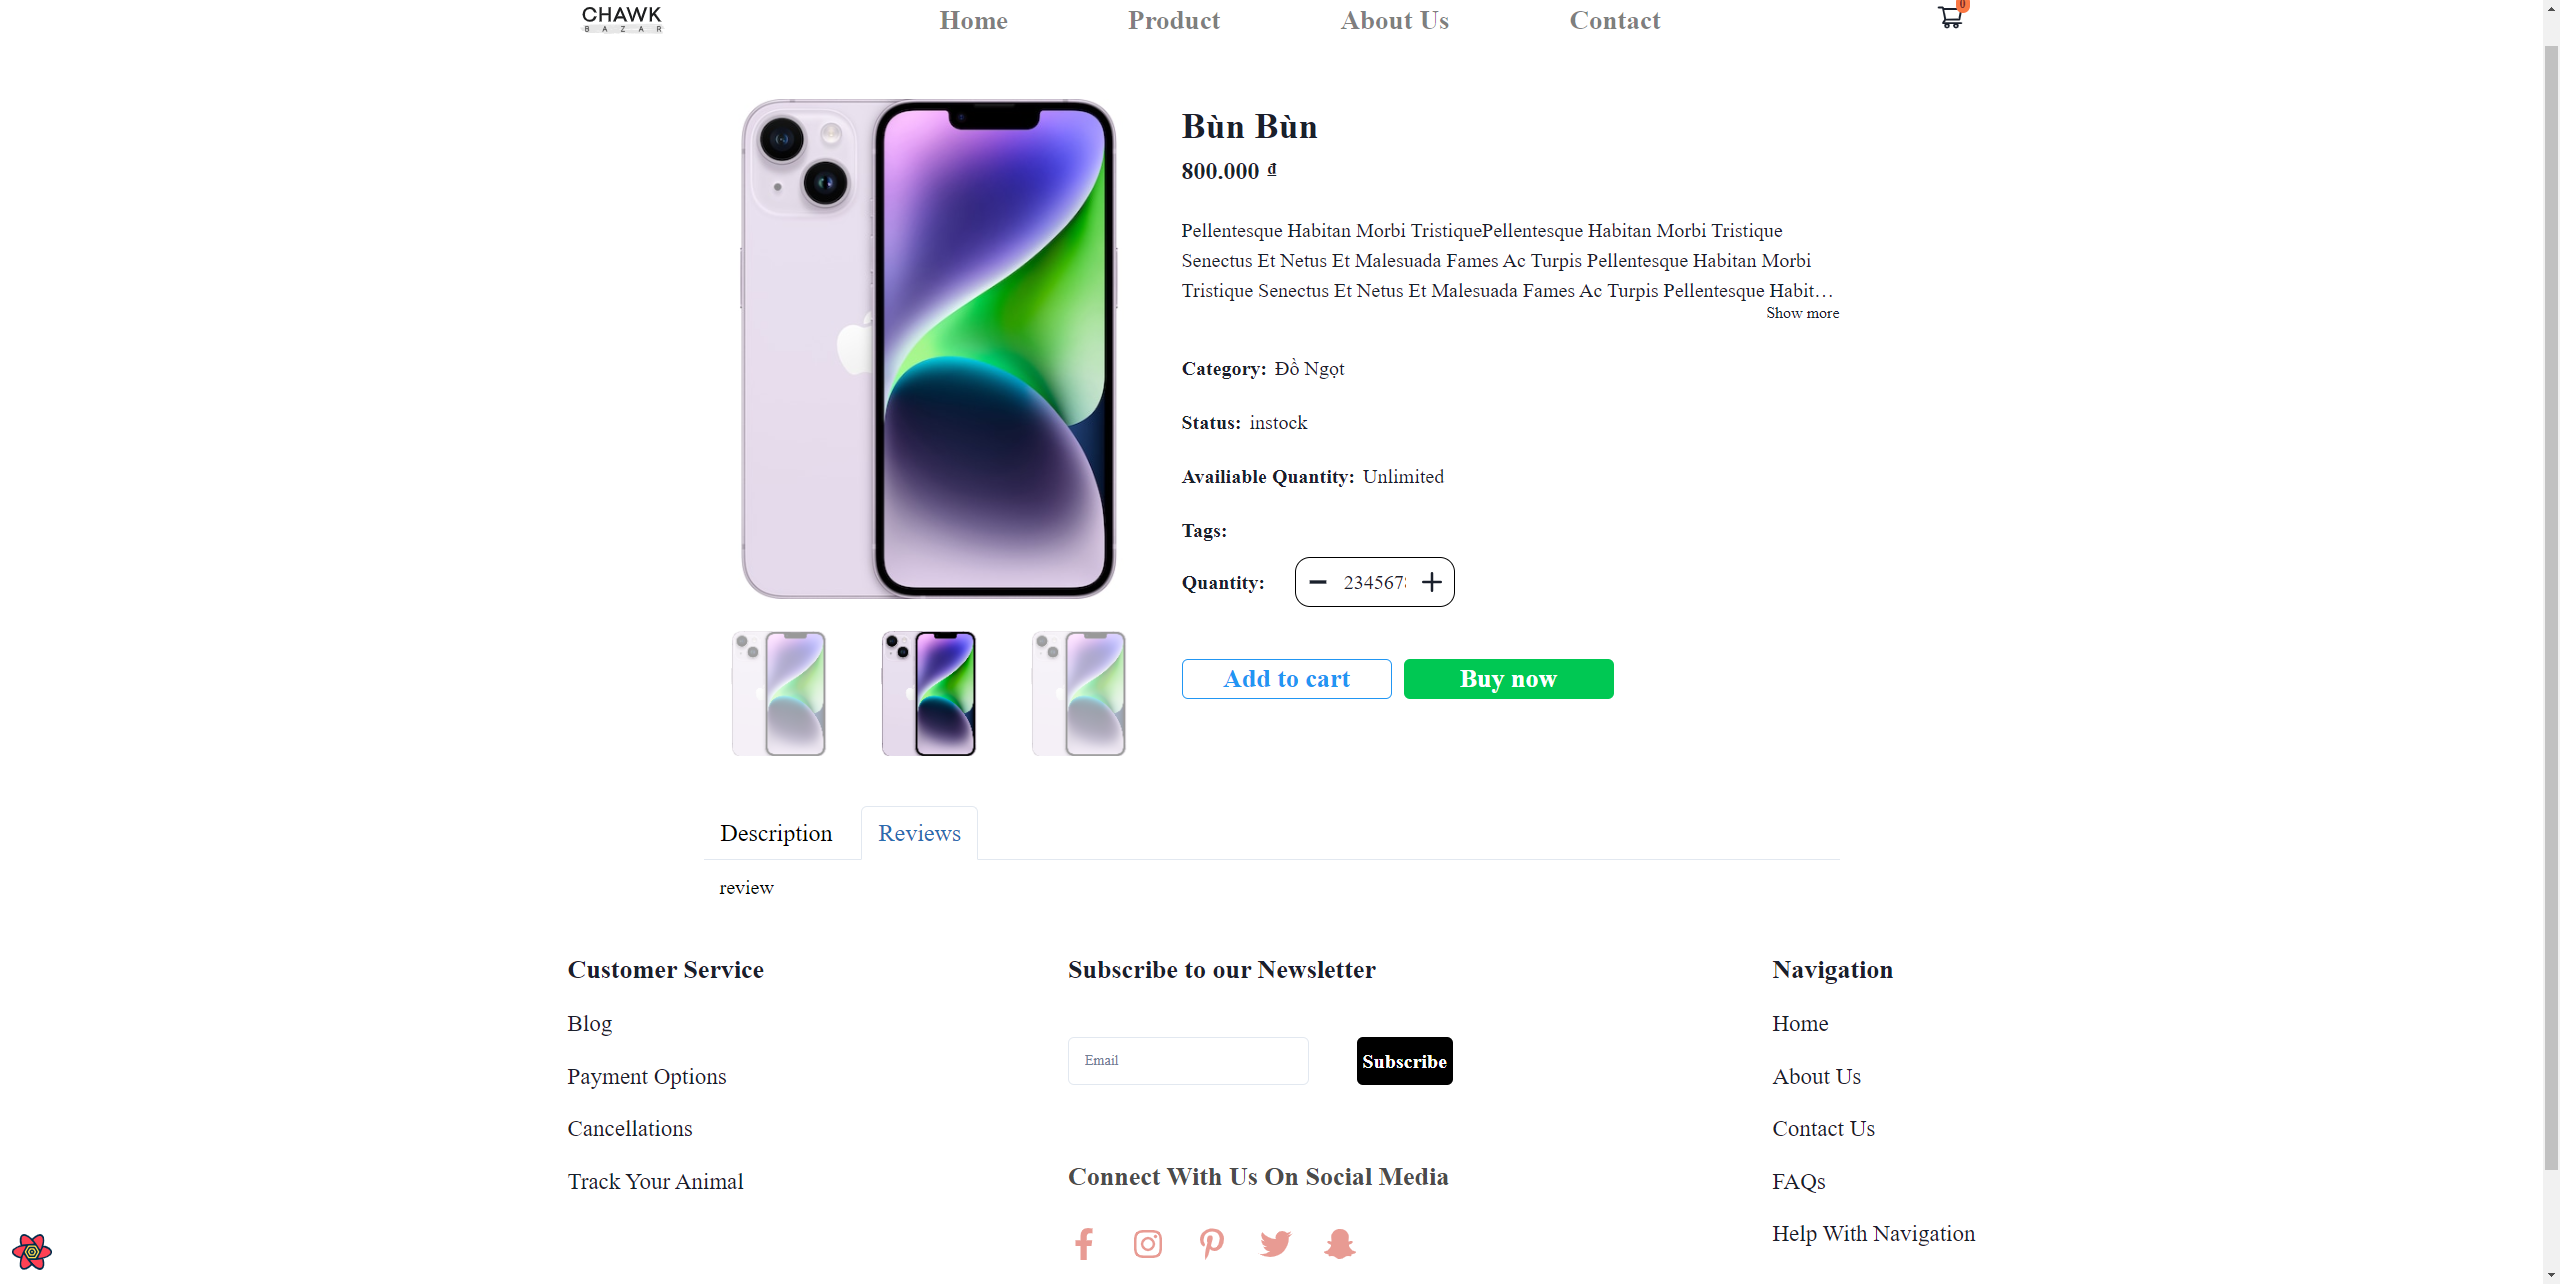 CHAWK
BAZAR
Home
Product
About Us
Contact
0
Bùn Bùn
800.000 ₫
Pellentesque Habitan Morbi TristiquePellentesque Habitan Morbi Tristique
Senectus Et Netus Et Malesuada Fames Ac Turpis Pellentesque Habitan Morbi
Tristique Senectus Et Netus Et Malesuada Fames Ac Turpis Pellentesque Habit…
Show more
Category: Đồ Ngọt
Status: instock
Availiable Quantity: Unlimited
Tags:
Quantity:
234567
Add to cart
Buy now
Description
Reviews
review
Customer Service
Blog
Payment Options
Cancellations
Track Your Animal
Subscribe to our Newsletter
Email
Subscribe
Connect With Us On Social Media
Navigation
Home
About Us
Contact Us
FAQs
Help With Navigation